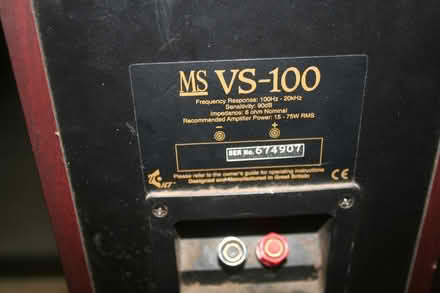 MS VS-100
Frequency Response: 100Hz - 20kHz
Sensitivity: 90dB
Impedance: 6 ohm Nominal
Recommended Amplifier Power: 15 - 75W RMS
− +
SER No. 674907
Please refer to the owner's guide for operating instructions
Designed and Manufactured in Great Britain
CE